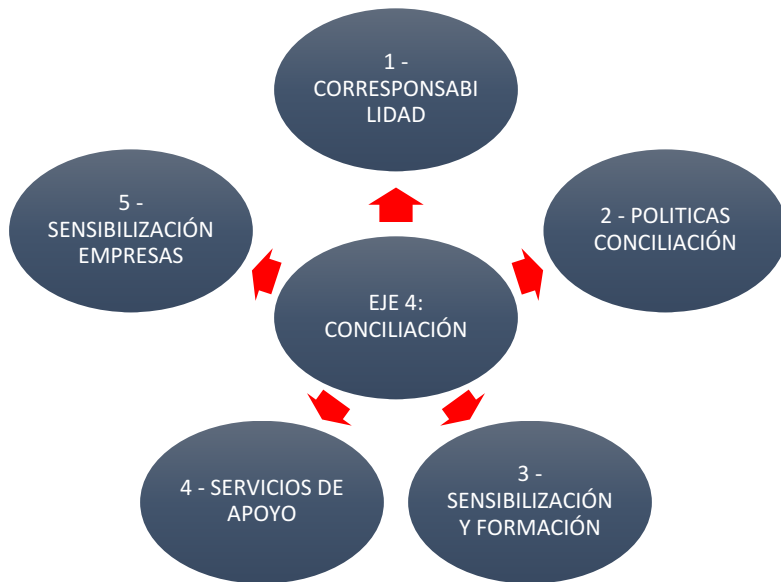 1 -
CORRESPONSABI
LIDAD
2 - POLITICAS
CONCILIACIÓN
3 -
SENSIBILIZACIÓN
Y FORMACIÓN
4 - SERVICIOS DE
APOYO
5 -
SENSIBILIZACIÓN
EMPRESAS
EJE 4:
CONCILIACIÓN